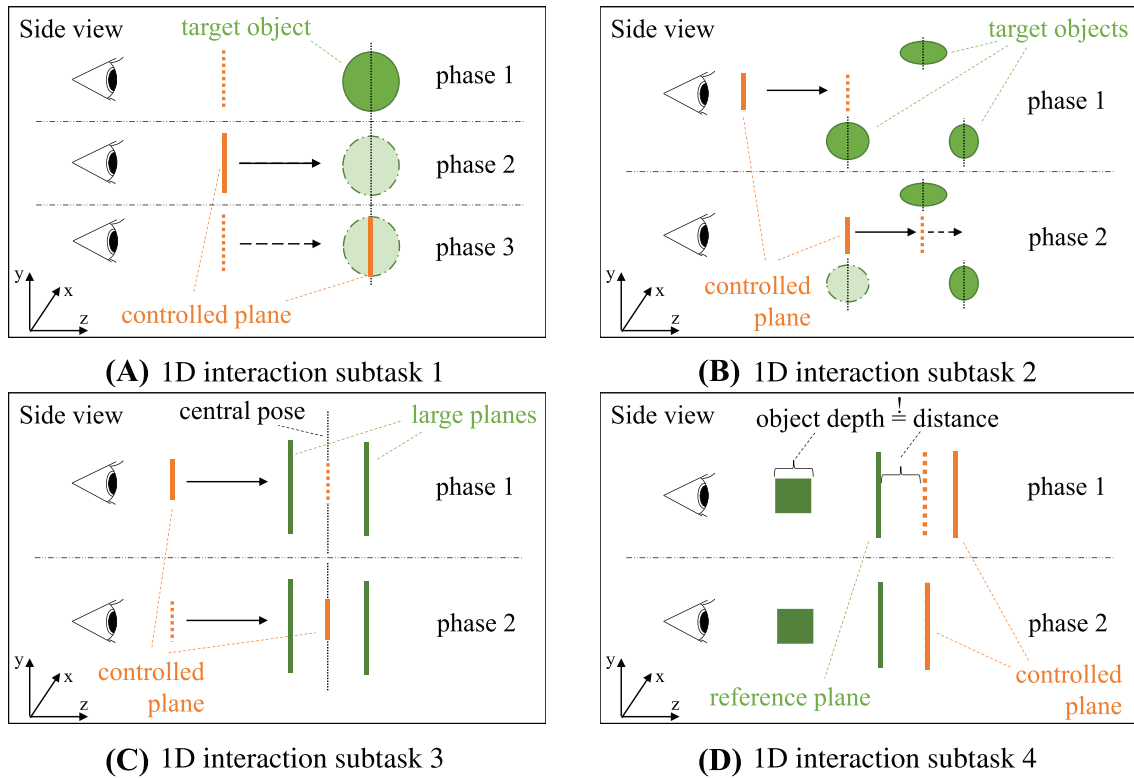 Side view
target object
phase 1
phase 2
phase 3
controlled plane
y
x
z
(A) 1D interaction subtask 1
Side view
target objects
phase 1
phase 2
controlled
plane
y
x
z
(B) 1D interaction subtask 2
Side view
central pose
large planes
phase 1
phase 2
controlled
plane
y
x
z
(C) 1D interaction subtask 3
Side view
object depth =! distance
phase 1
phase 2
reference plane
controlled
plane
y
x
z
(D) 1D interaction subtask 4